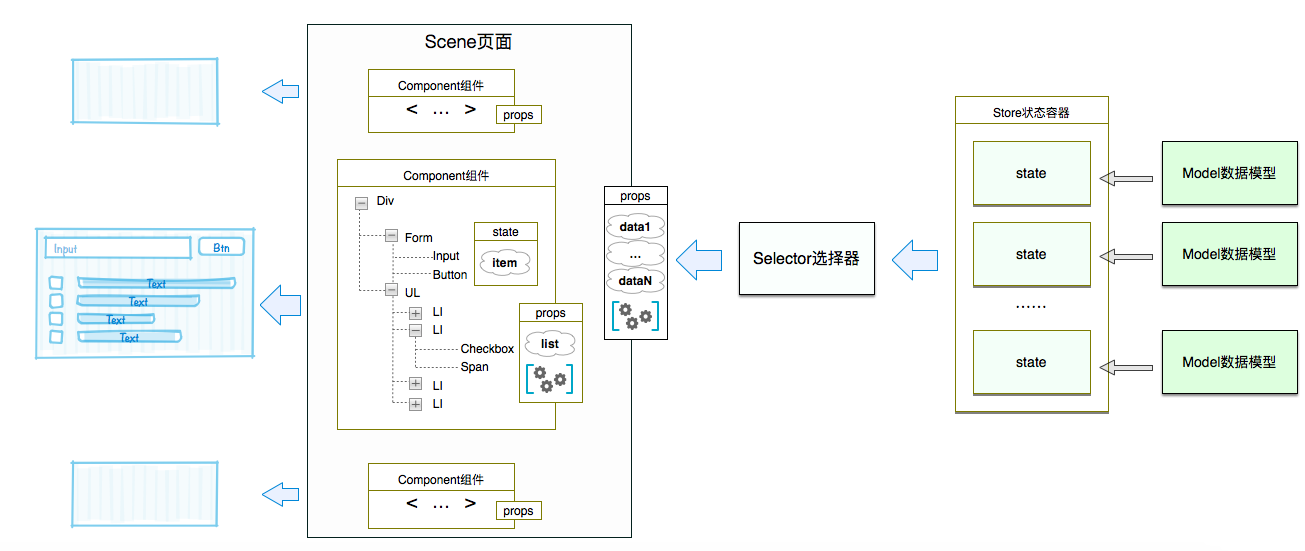 Scene页面
Component组件
< ... >
props
Component组件
Div
Form
Input
Button
UL
LI
LI
Checkbox
Span
LI
LI
state
item
props
list
Component组件
< ... >
props
Input
Btn
Text
Text
Text
Text
props
data1
...
dataN
Selector选择器
Store状态容器
state
state
......
state
Model数据模型
Model数据模型
Model数据模型